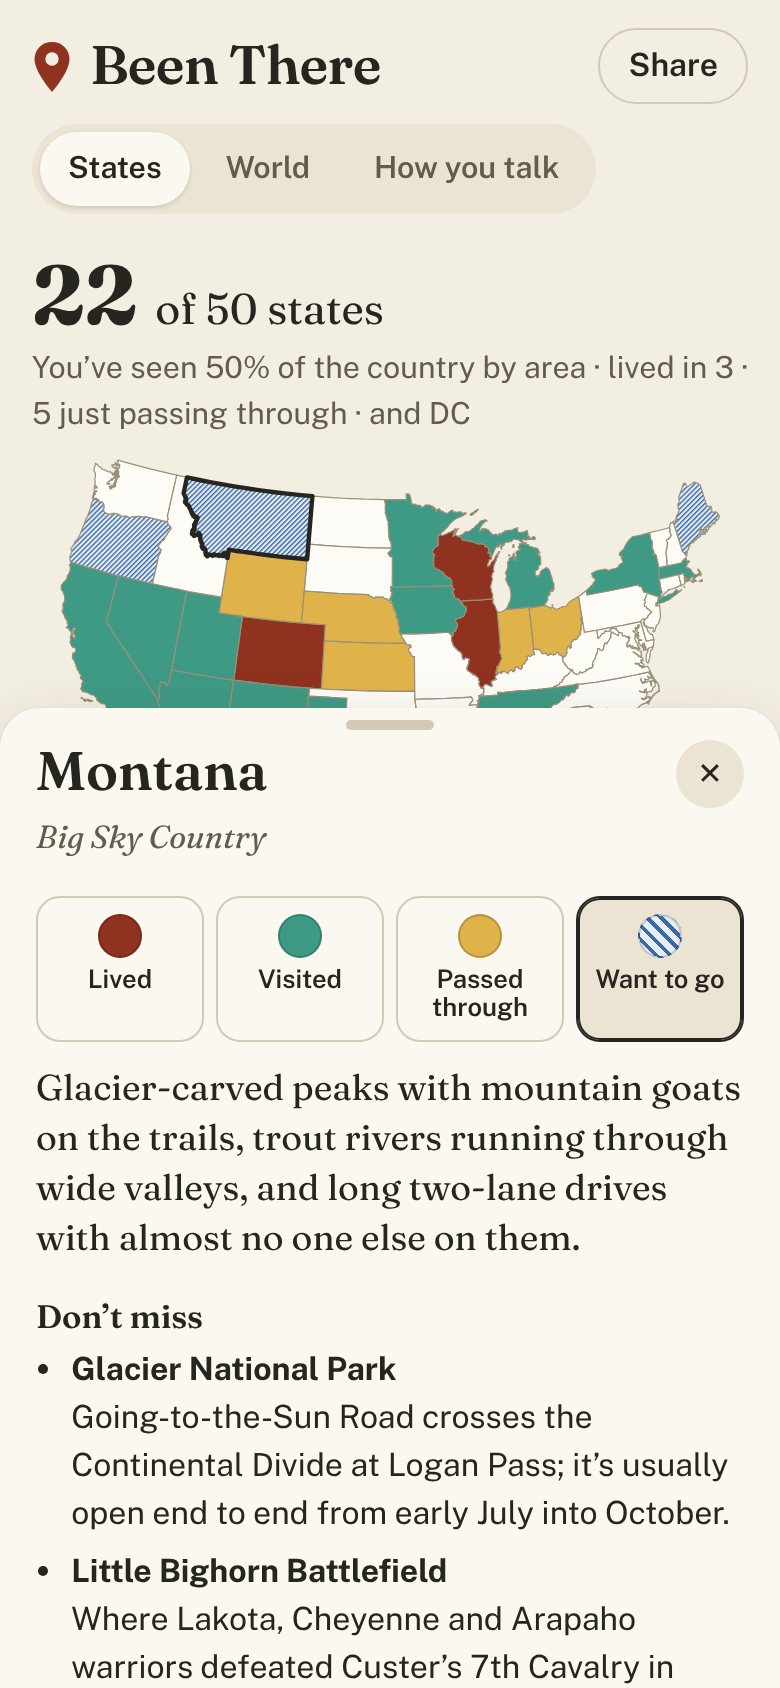 Been There
Share
States
World
How you talk
22 of 50 states
You’ve seen 50% of the country by area · lived in 3 ·
5 just passing through · and DC
Montana
×
Big Sky Country
Lived
Visited
Passed
through
Want to go
Glacier-carved peaks with mountain goats
on the trails, trout rivers running through
wide valleys, and long two-lane drives
with almost no one else on them.
Don’t miss
• Glacier National Park
Going-to-the-Sun Road crosses the
Continental Divide at Logan Pass; it’s usually
open end to end from early July into October.
• Little Bighorn Battlefield
Where Lakota, Cheyenne and Arapaho
warriors defeated Custer’s 7th Cavalry in